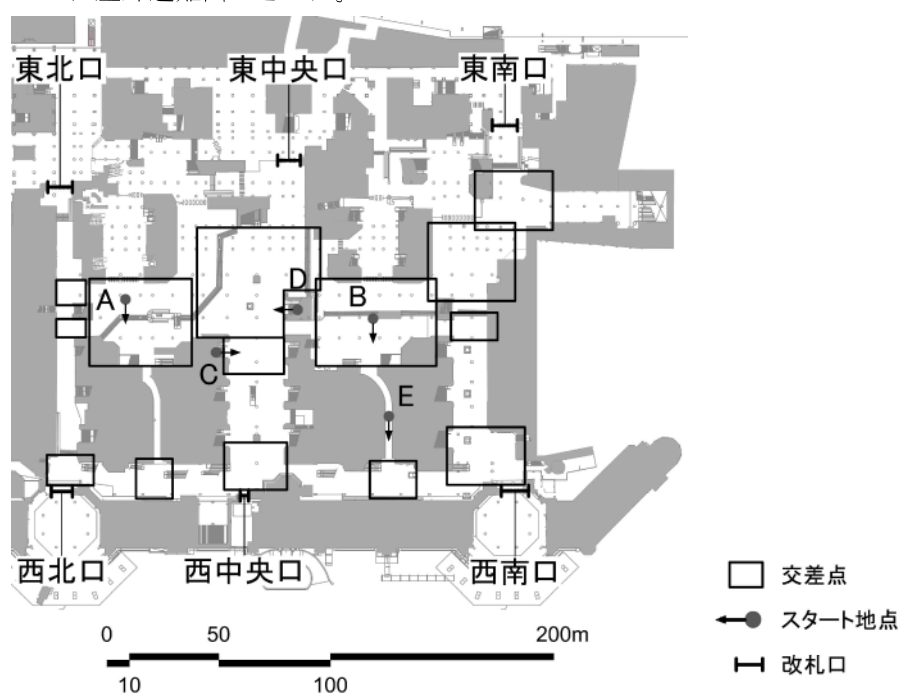 東北口 東中央口 東南口
A D B
C E
西北口 西中央口 西南口
交差点
スタート地点
改札口
0 50 200m
10 100